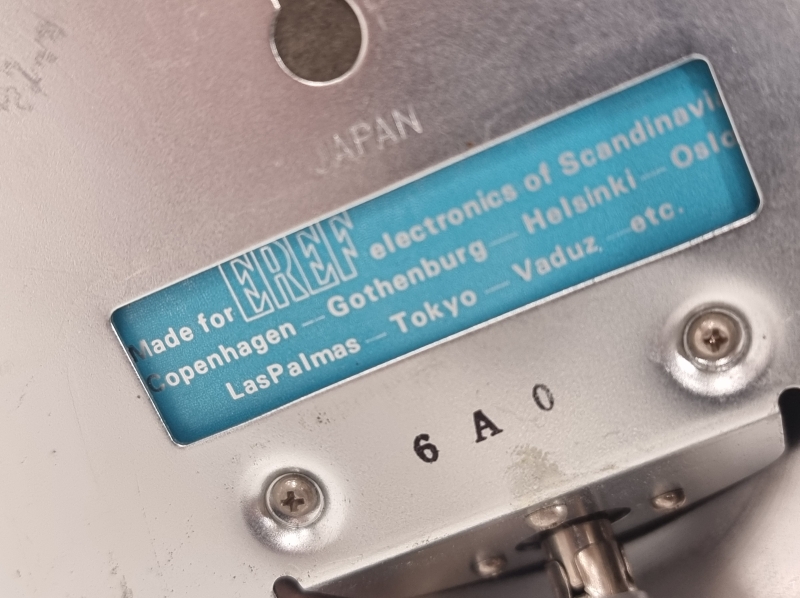 JAPAN
Made for EREF electronics of Scandinavi
Copenhagen — Gothenburg — Helsinki — Oslo
LasPalmas — Tokyo — Vaduz, — etc.
6 A 0